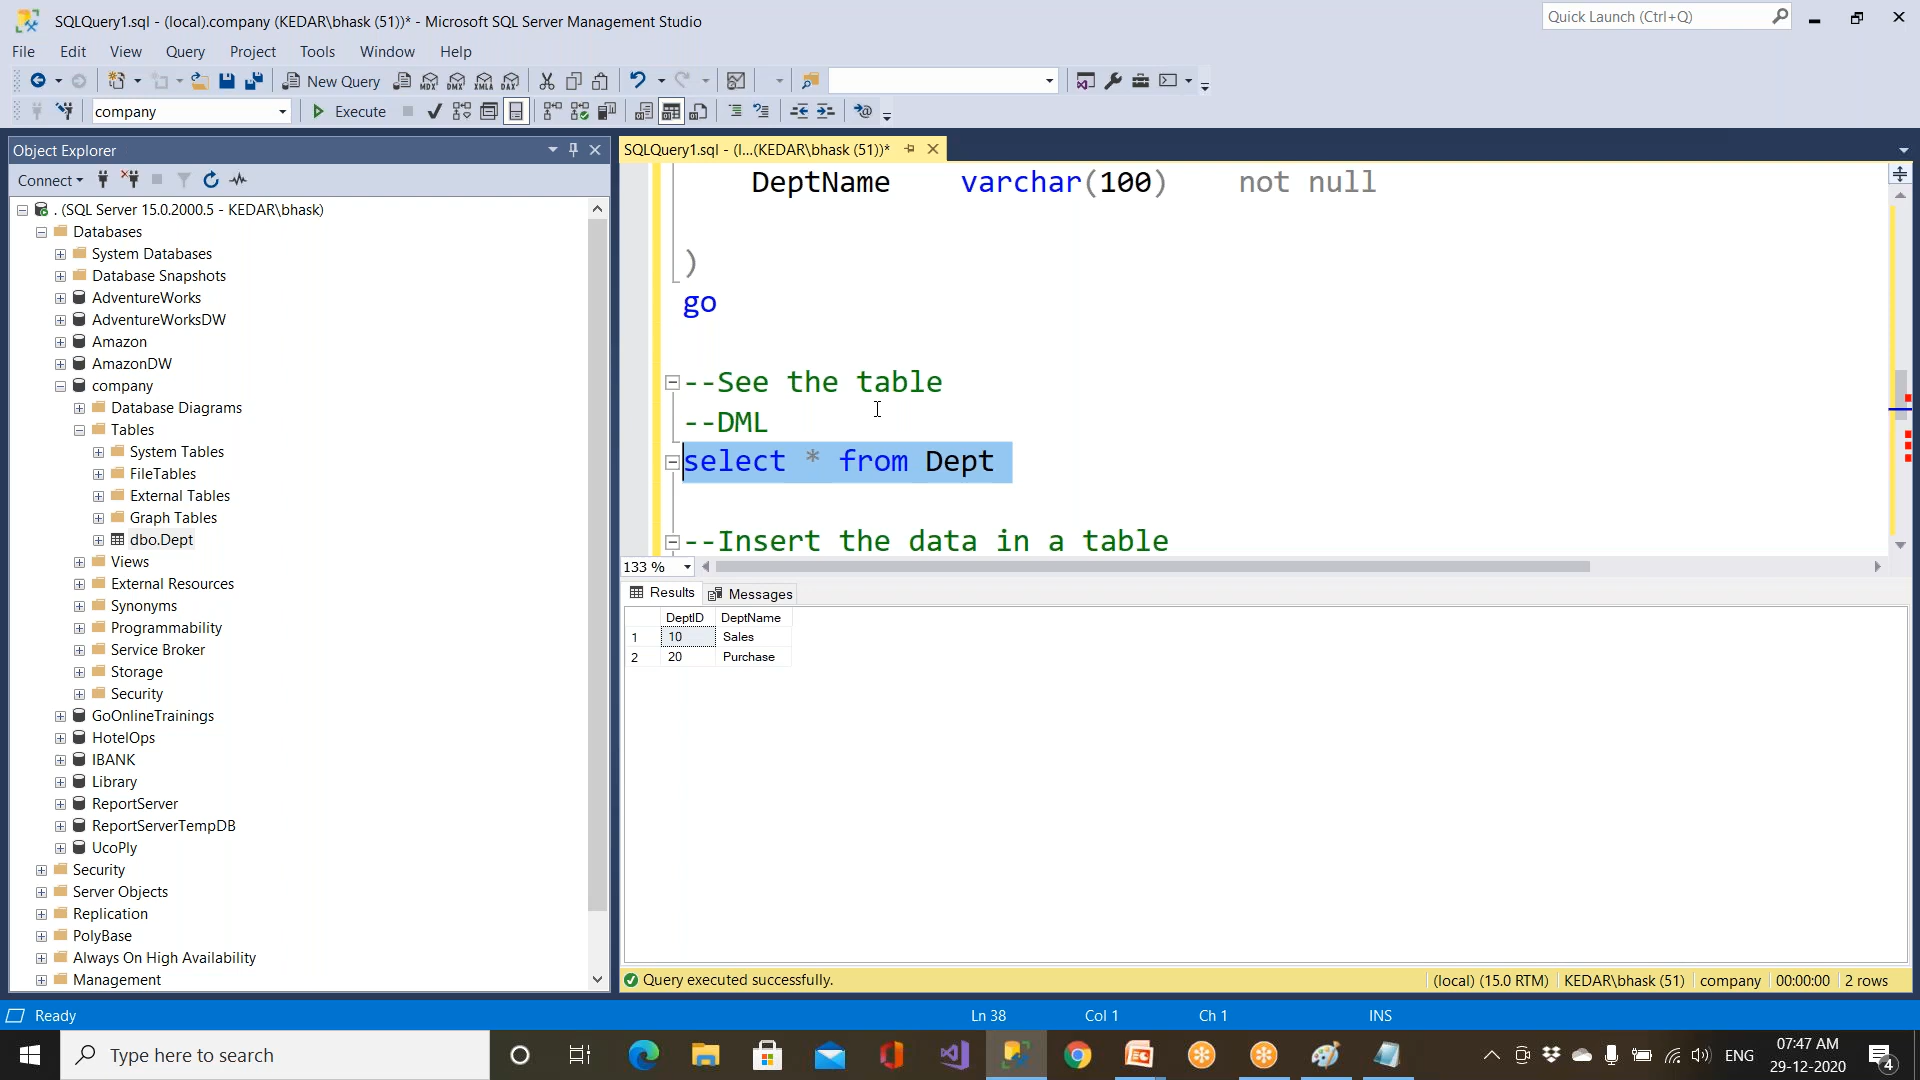 SQLQuery1.sql - (local).company (KEDAR\bhask (51))* - Microsoft SQL Server Management Studio
Quick Launch (Ctrl+Q)
File Edit View Query Project Tools Window Help
New Query
company Execute
Object Explorer
SQLQuery1.sql - (l...(KEDAR\bhask (51))*
Connect
. (SQL Server 15.0.2000.5 - KEDAR\bhask)
Databases
System Databases
Database Snapshots
AdventureWorks
AdventureWorksDW
Amazon
AmazonDW
company
Database Diagrams
Tables
System Tables
FileTables
External Tables
Graph Tables
dbo.Dept
Views
External Resources
Synonyms
Programmability
Service Broker
Storage
Security
GoOnlineTrainings
HotelOps
IBANK
Library
ReportServer
ReportServerTempDB
UcoPly
Security
Server Objects
Replication
PolyBase
Always On High Availability
Management
DeptName varchar(100) not null
)
go
--See the table
--DML
select * from Dept
--Insert the data in a table
133 %
Results Messages
DeptID DeptName
1 10 Sales
2 20 Purchase
Query executed successfully.
(local) (15.0 RTM) KEDAR\bhask (51) company 00:00:00 2 rows
Ready Ln 38 Col 1 Ch 1 INS
Type here to search
ENG
07:47 AM
29-12-2020
4